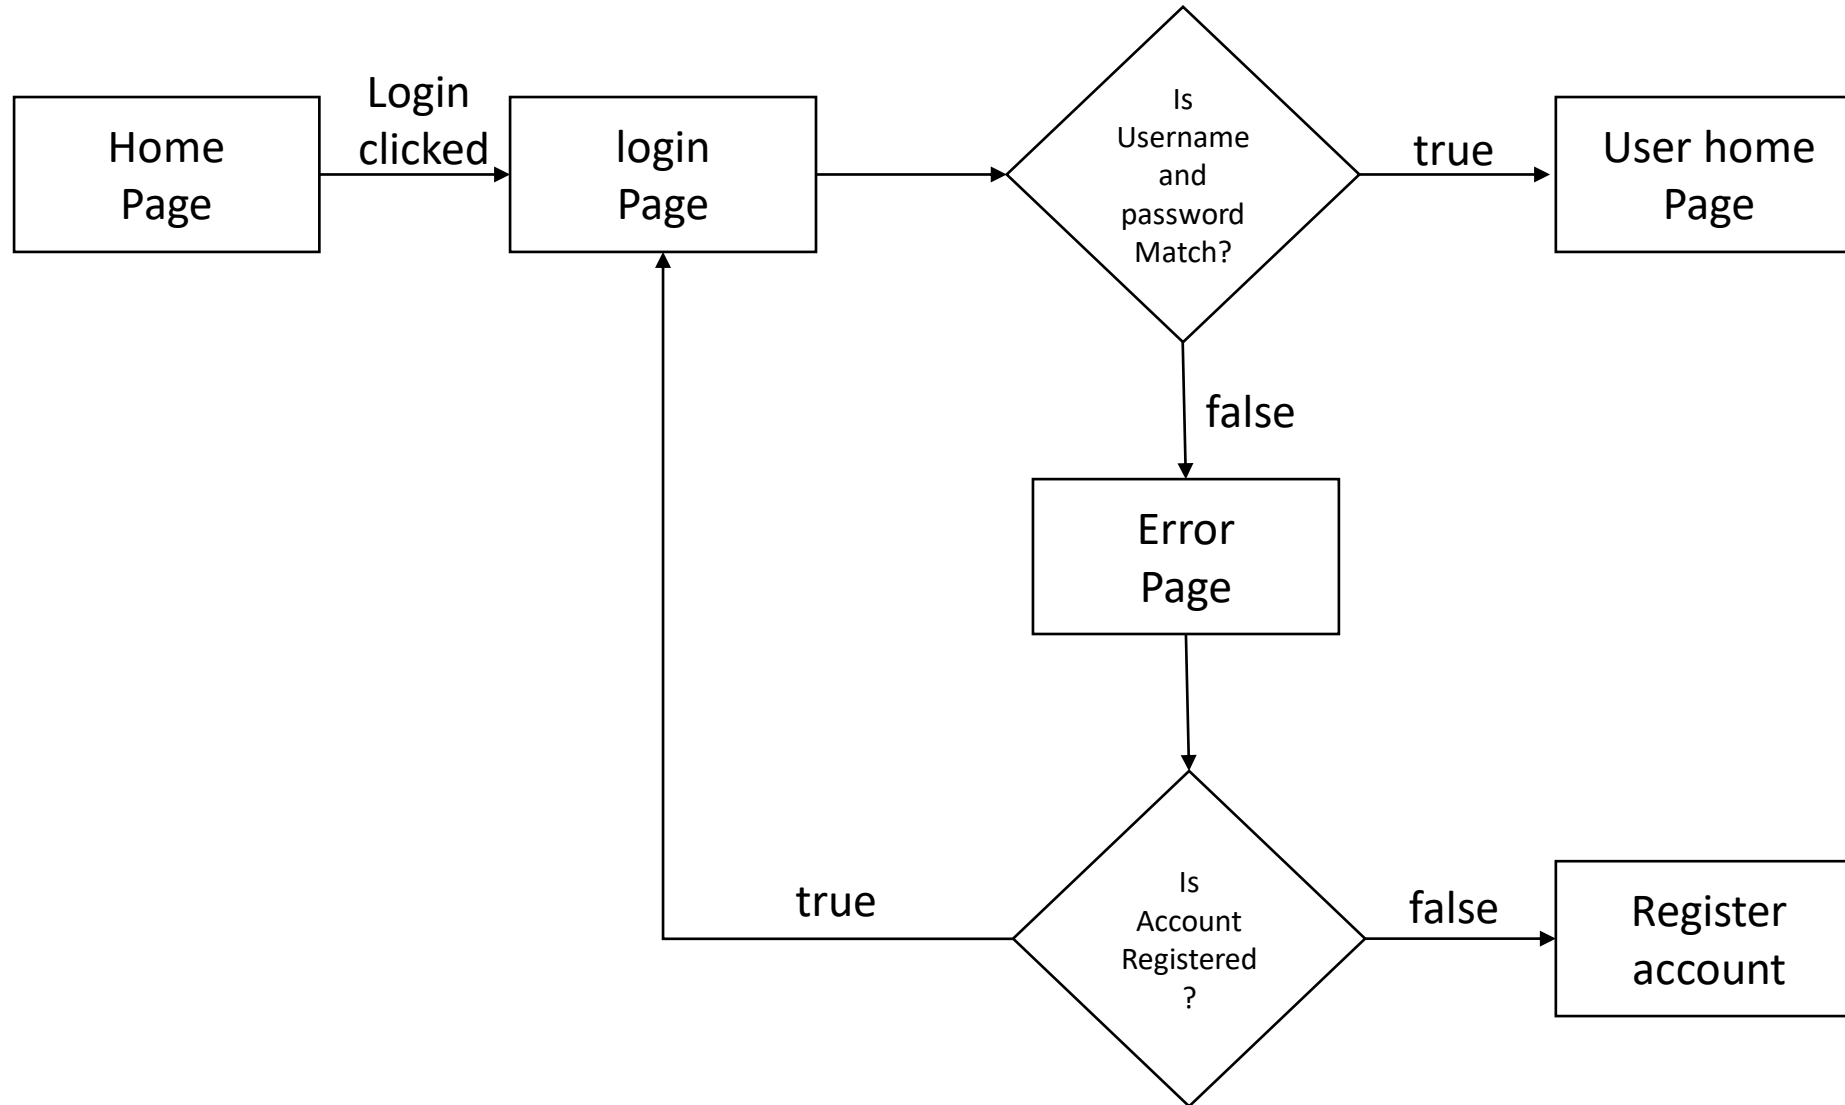 Home
Page
Login
clicked
login
Page
Is
Username
and
password
Match?
true
User home
Page
false
Error
Page
true
Is
Account
Registered
?
false
Register
account